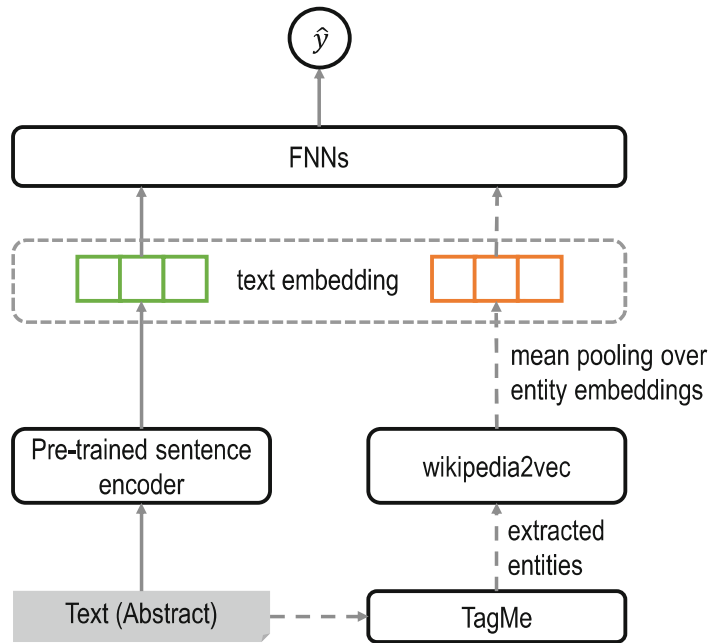 ŷ
FNNs
text embedding
mean pooling over
entity embeddings
Pre-trained sentence
encoder
wikipedia2vec
extracted
entities
Text (Abstract)
TagMe